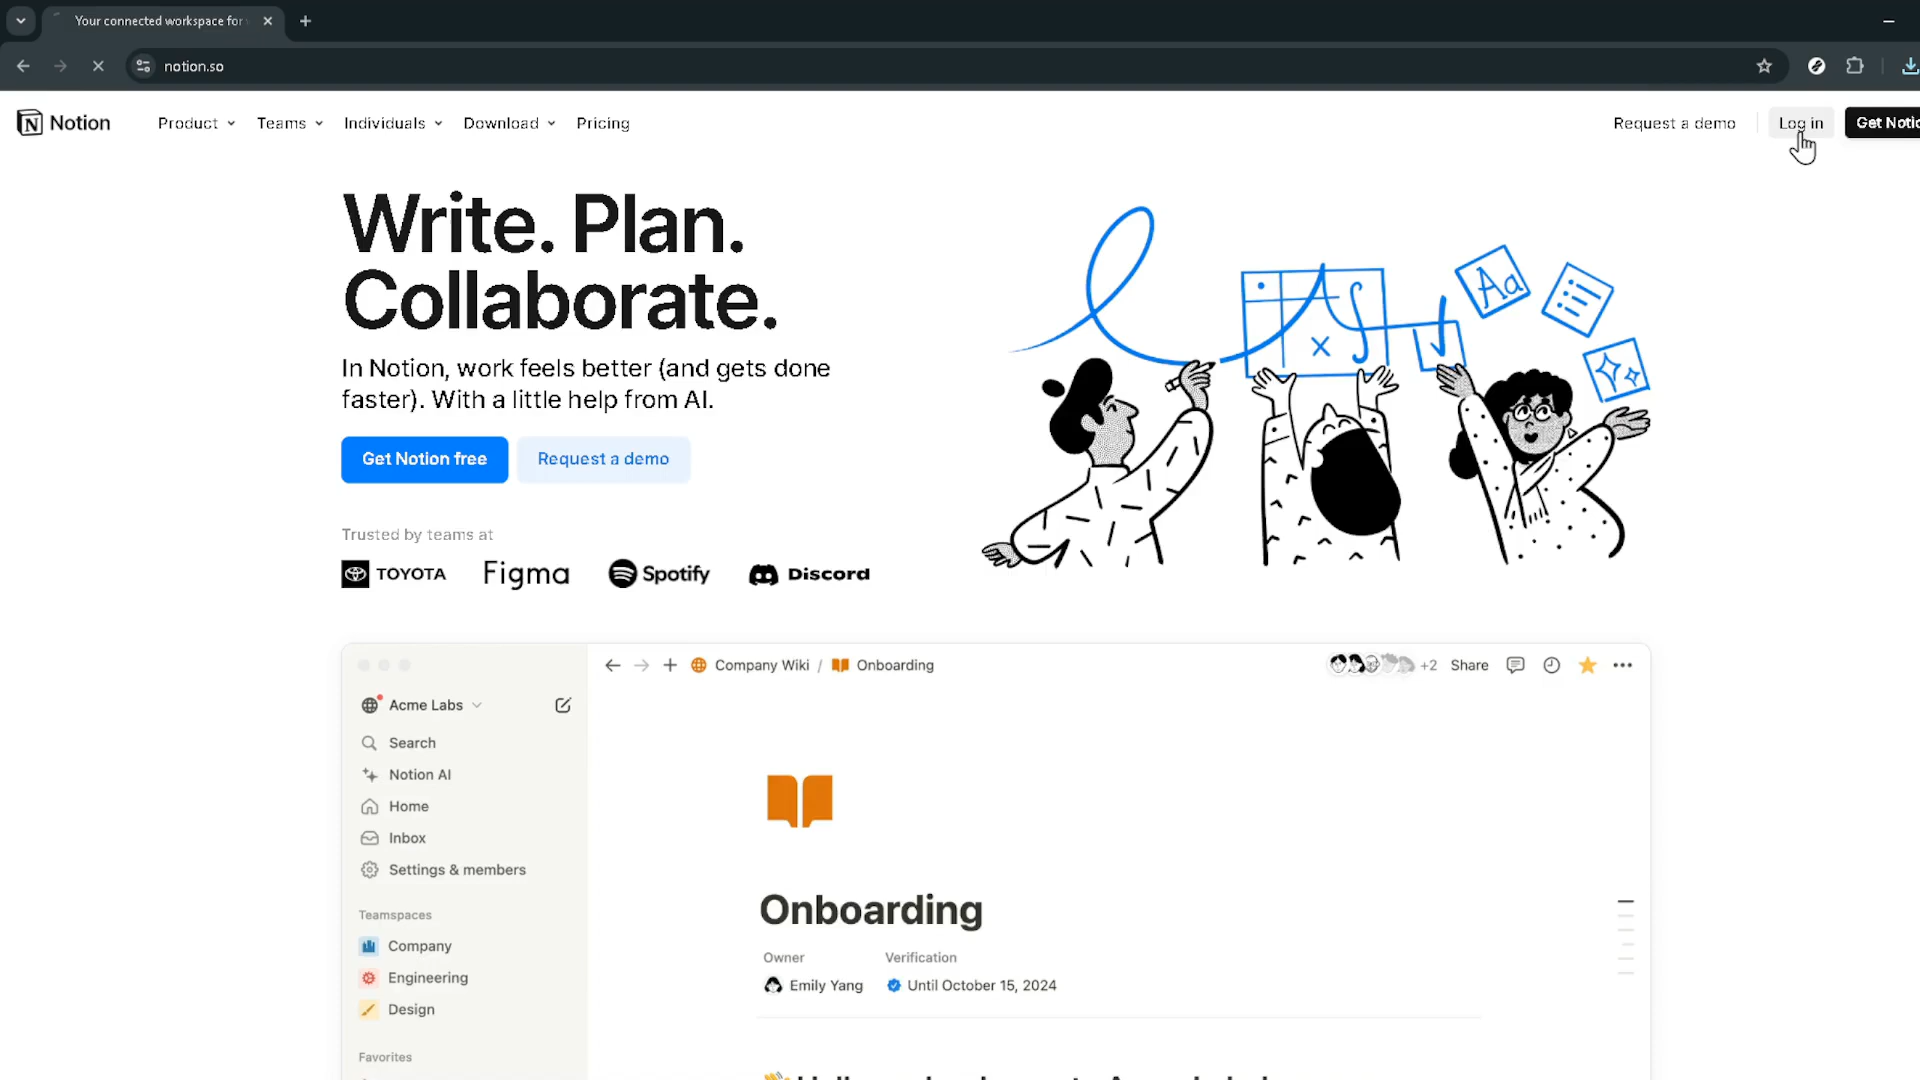 Your connected workspace for
notion.so
Notion
Product
Teams
Individuals
Download
Pricing
Request a demo
Log in
Get Notio
Write. Plan.
Collaborate.
In Notion, work feels better (and gets done
faster). With a little help from AI.
Get Notion free
Request a demo
Aa
Trusted by teams at
TOYOTA
Figma
Spotify
Discord
Company Wiki / Onboarding
+2
Share
Acme Labs
Search
Notion AI
Home
Inbox
Settings & members
Teamspaces
Company
Engineering
Design
Favorites
Onboarding
Owner
Verification
Emily Yang
Until October 15, 2024